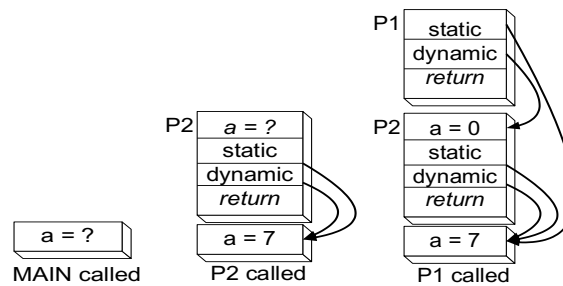 a = ?
MAIN called
P2
a = ?
static
dynamic
return
a = 7
P2 called
P1
static
dynamic
return
P2
a = 0
static
dynamic
return
a = 7
P1 called